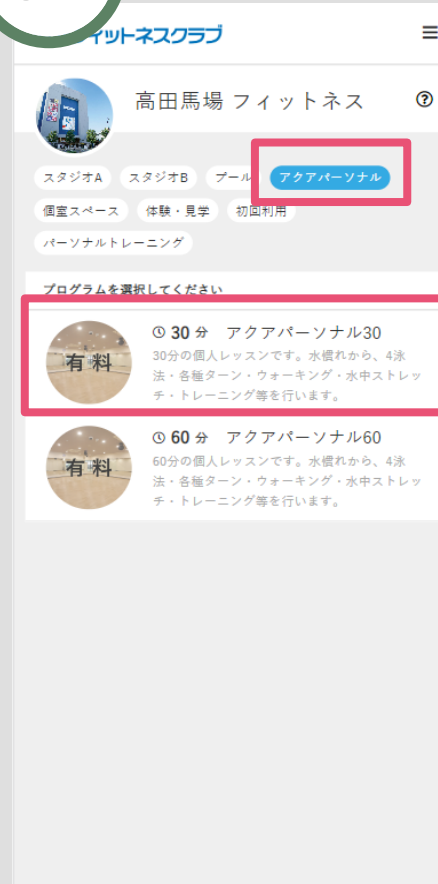 ィットネスクラブ
高田馬場 フィットネス
スタジオA スタジオB プール アクアパーソナル
個室スペース 体験・見学 初回利用
パーソナルトレーニング
プログラムを選択してください
有料
30 分 アクアパーソナル30
30分の個人レッスンです。水慣れから、4泳
法・各種ターン・ウォーキング・水中ストレッ
チ・トレーニング等を行います。
有料
60 分 アクアパーソナル60
60分の個人レッスンです。水慣れから、4泳
法・各種ターン・ウォーキング・水中ストレッ
チ・トレーニング等を行います。